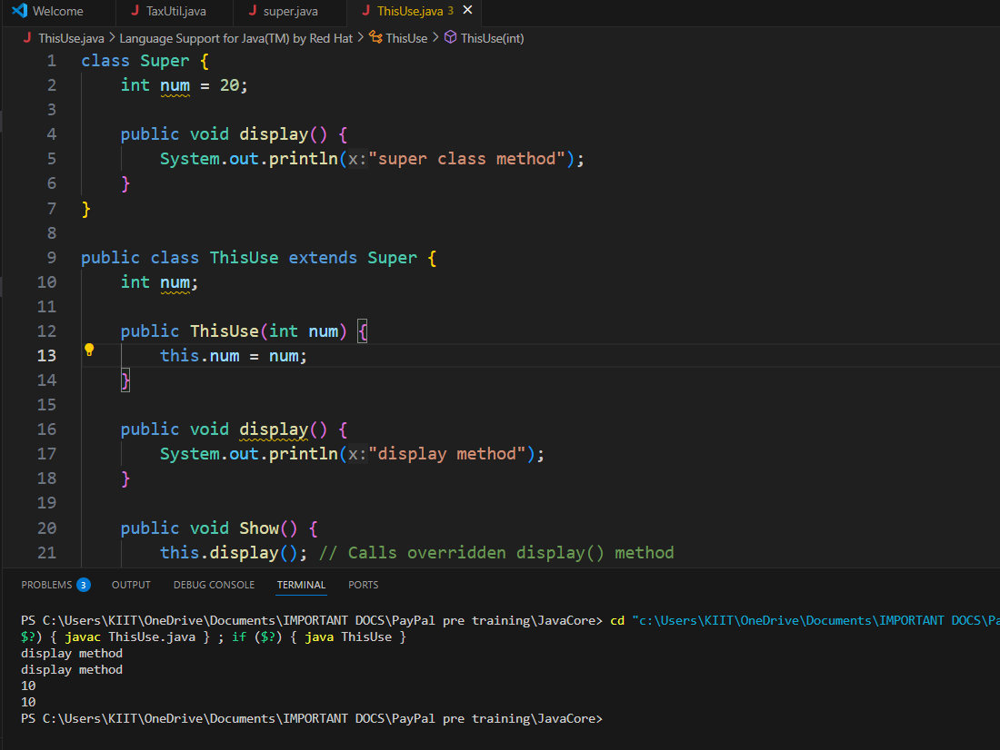 Welcome
TaxUtil.java
super.java
ThisUse.java 3
ThisUse.java > Language Support for Java(TM) by Red Hat > ThisUse > ThisUse(int)
1 class Super {
2 int num = 20;
3
4 public void display() {
5 System.out.println(x:"super class method");
6 }
7 }
8
9 public class ThisUse extends Super {
10 int num;
11
12 public ThisUse(int num) {
13 this.num = num;
14 }
15
16 public void display() {
17 System.out.println(x:"display method");
18 }
19
20 public void Show() {
21 this.display(); // Calls overridden display() method
PROBLEMS 3 OUTPUT DEBUG CONSOLE TERMINAL PORTS
PS C:\Users\KIIT\OneDrive\Documents\IMPORTANT DOCS\PayPal pre training\JavaCore> cd "c:\Users\KIIT\OneDrive\Documents\IMPORTANT DOCS\Pa
$?) { javac ThisUse.java } ; if ($?) { java ThisUse }
display method
display method
10
10
PS C:\Users\KIIT\OneDrive\Documents\IMPORTANT DOCS\PayPal pre training\JavaCore>